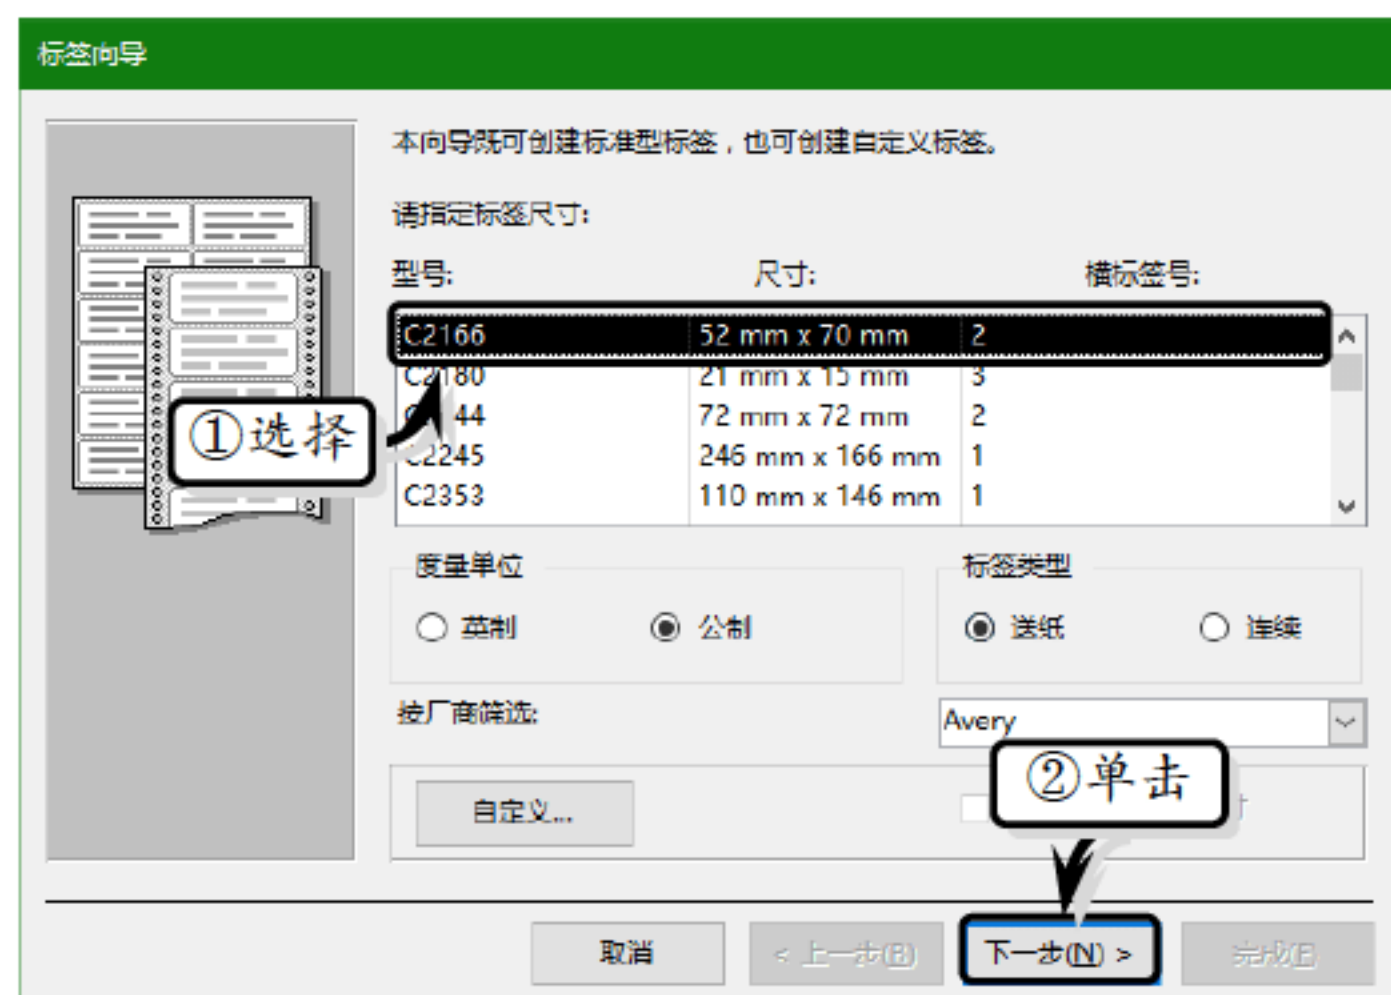 标签向导
本向导既可创建标准型标签，也可创建自定义标签。
请指定标签尺寸:
型号: 尺寸: 横标签号:
C2166 52 mm x 70 mm 2
C2180 21 mm x 15 mm 3
44 72 mm x 72 mm 2
C2245 246 mm x 166 mm 1
C2353 110 mm x 146 mm 1
①选择
度量单位 标签类型
英制 公制 送纸 连续
按厂商筛选: Avery
②单击
自定义...
取消 < 上一步(B) 下一步(N) > 完成(F)